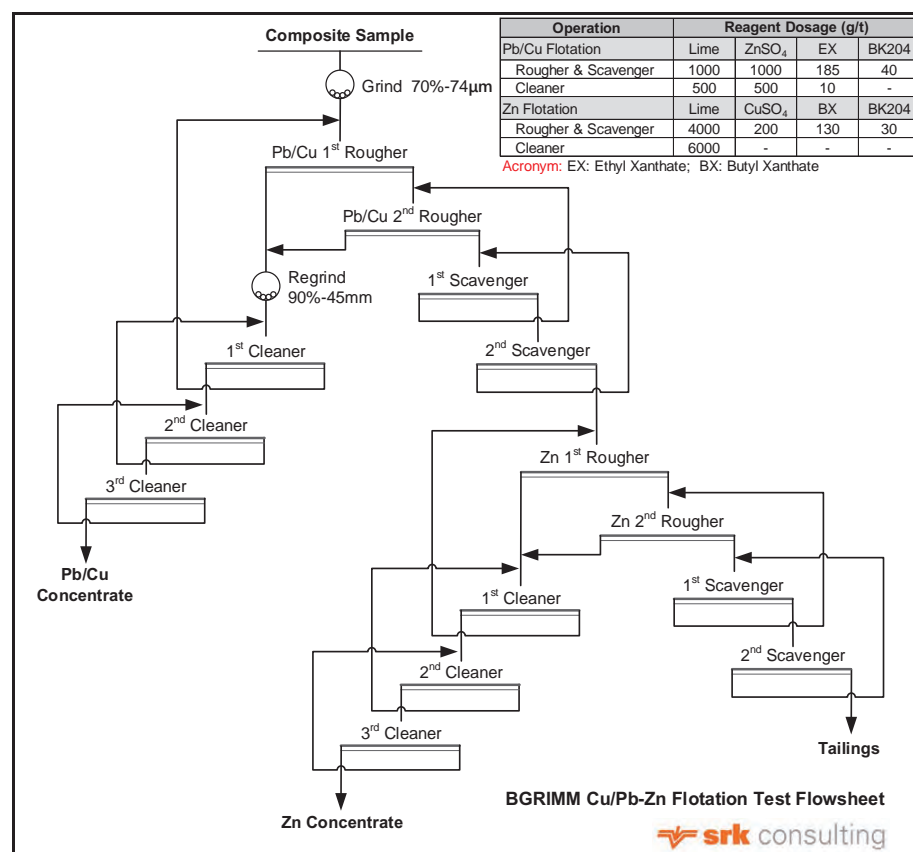 Composite Sample
Grind 70%-74µm
Operation Reagent Dosage (g/t)
Pb/Cu Flotation Lime ZnSO₄ EX BK204
Rougher & Scavenger 1000 1000 185 40
Cleaner 500 500 10 -
Zn Flotation Lime CuSO₄ BX BK204
Rougher & Scavenger 4000 200 130 30
Cleaner 6000 - - -
Acronym: EX: Ethyl Xanthate; BX: Butyl Xanthate
Pb/Cu 1st Rougher
Pb/Cu 2nd Rougher
Regrind
90%-45mm
1st Scavenger
1st Cleaner
2nd Scavenger
2nd Cleaner
3rd Cleaner
Pb/Cu
Concentrate
Zn 1st Rougher
Zn 2nd Rougher
1st Cleaner
1st Scavenger
2nd Cleaner
2nd Scavenger
3rd Cleaner
Tailings
Zn Concentrate
BGRIMM Cu/Pb-Zn Flotation Test Flowsheet
srk consulting